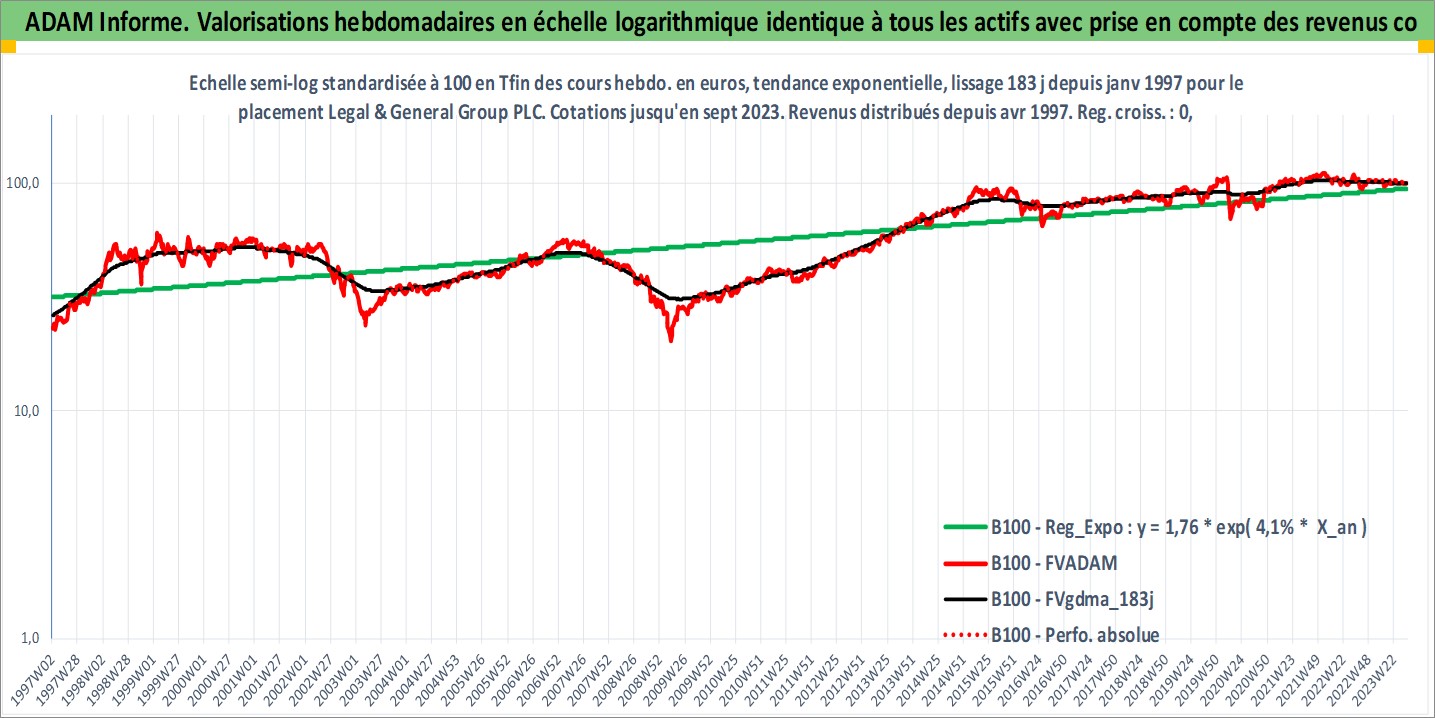 ADAM Informe. Valorisations hebdomadaires en échelle logarithmique identique à tous les actifs avec prise en compte des revenus co
Echelle semi-log standardisée à 100 en Tfin des cours hebdo. en euros, tendance exponentielle, lissage 183 j depuis janv 1997 pour le
placement Legal & General Group PLC. Cotations jusqu'en sept 2023. Revenus distribués depuis avr 1997. Reg. croiss. : 0,
100,0
10,0
1,0
B100 - Reg_Expo : y = 1,76 * exp( 4,1% * X_an )
B100 - FVADAM
B100 - FVgdma_183j
B100 - Perfo. absolue
1997W02
1997W28
1998W02
1998W28
1999W01
1999W27
2000W01
2000W27
2001W01
2001W27
2002W01
2002W27
2003W01
2003W27
2004W01
2004W27
2004W53
2005W26
2005W52
2006W26
2006W52
2007W26
2007W52
2008W26
2008W52
2009W26
2009W52
2010W25
2010W51
2011W25
2011W51
2012W25
2012W51
2013W25
2013W51
2014W25
2014W51
2015W25
2015W51
2016W24
2016W50
2017W24
2017W50
2018W24
2018W50
2019W24
2019W50
2020W24
2020W50
2021W23
2021W49
2022W22
2022W48
2023W22